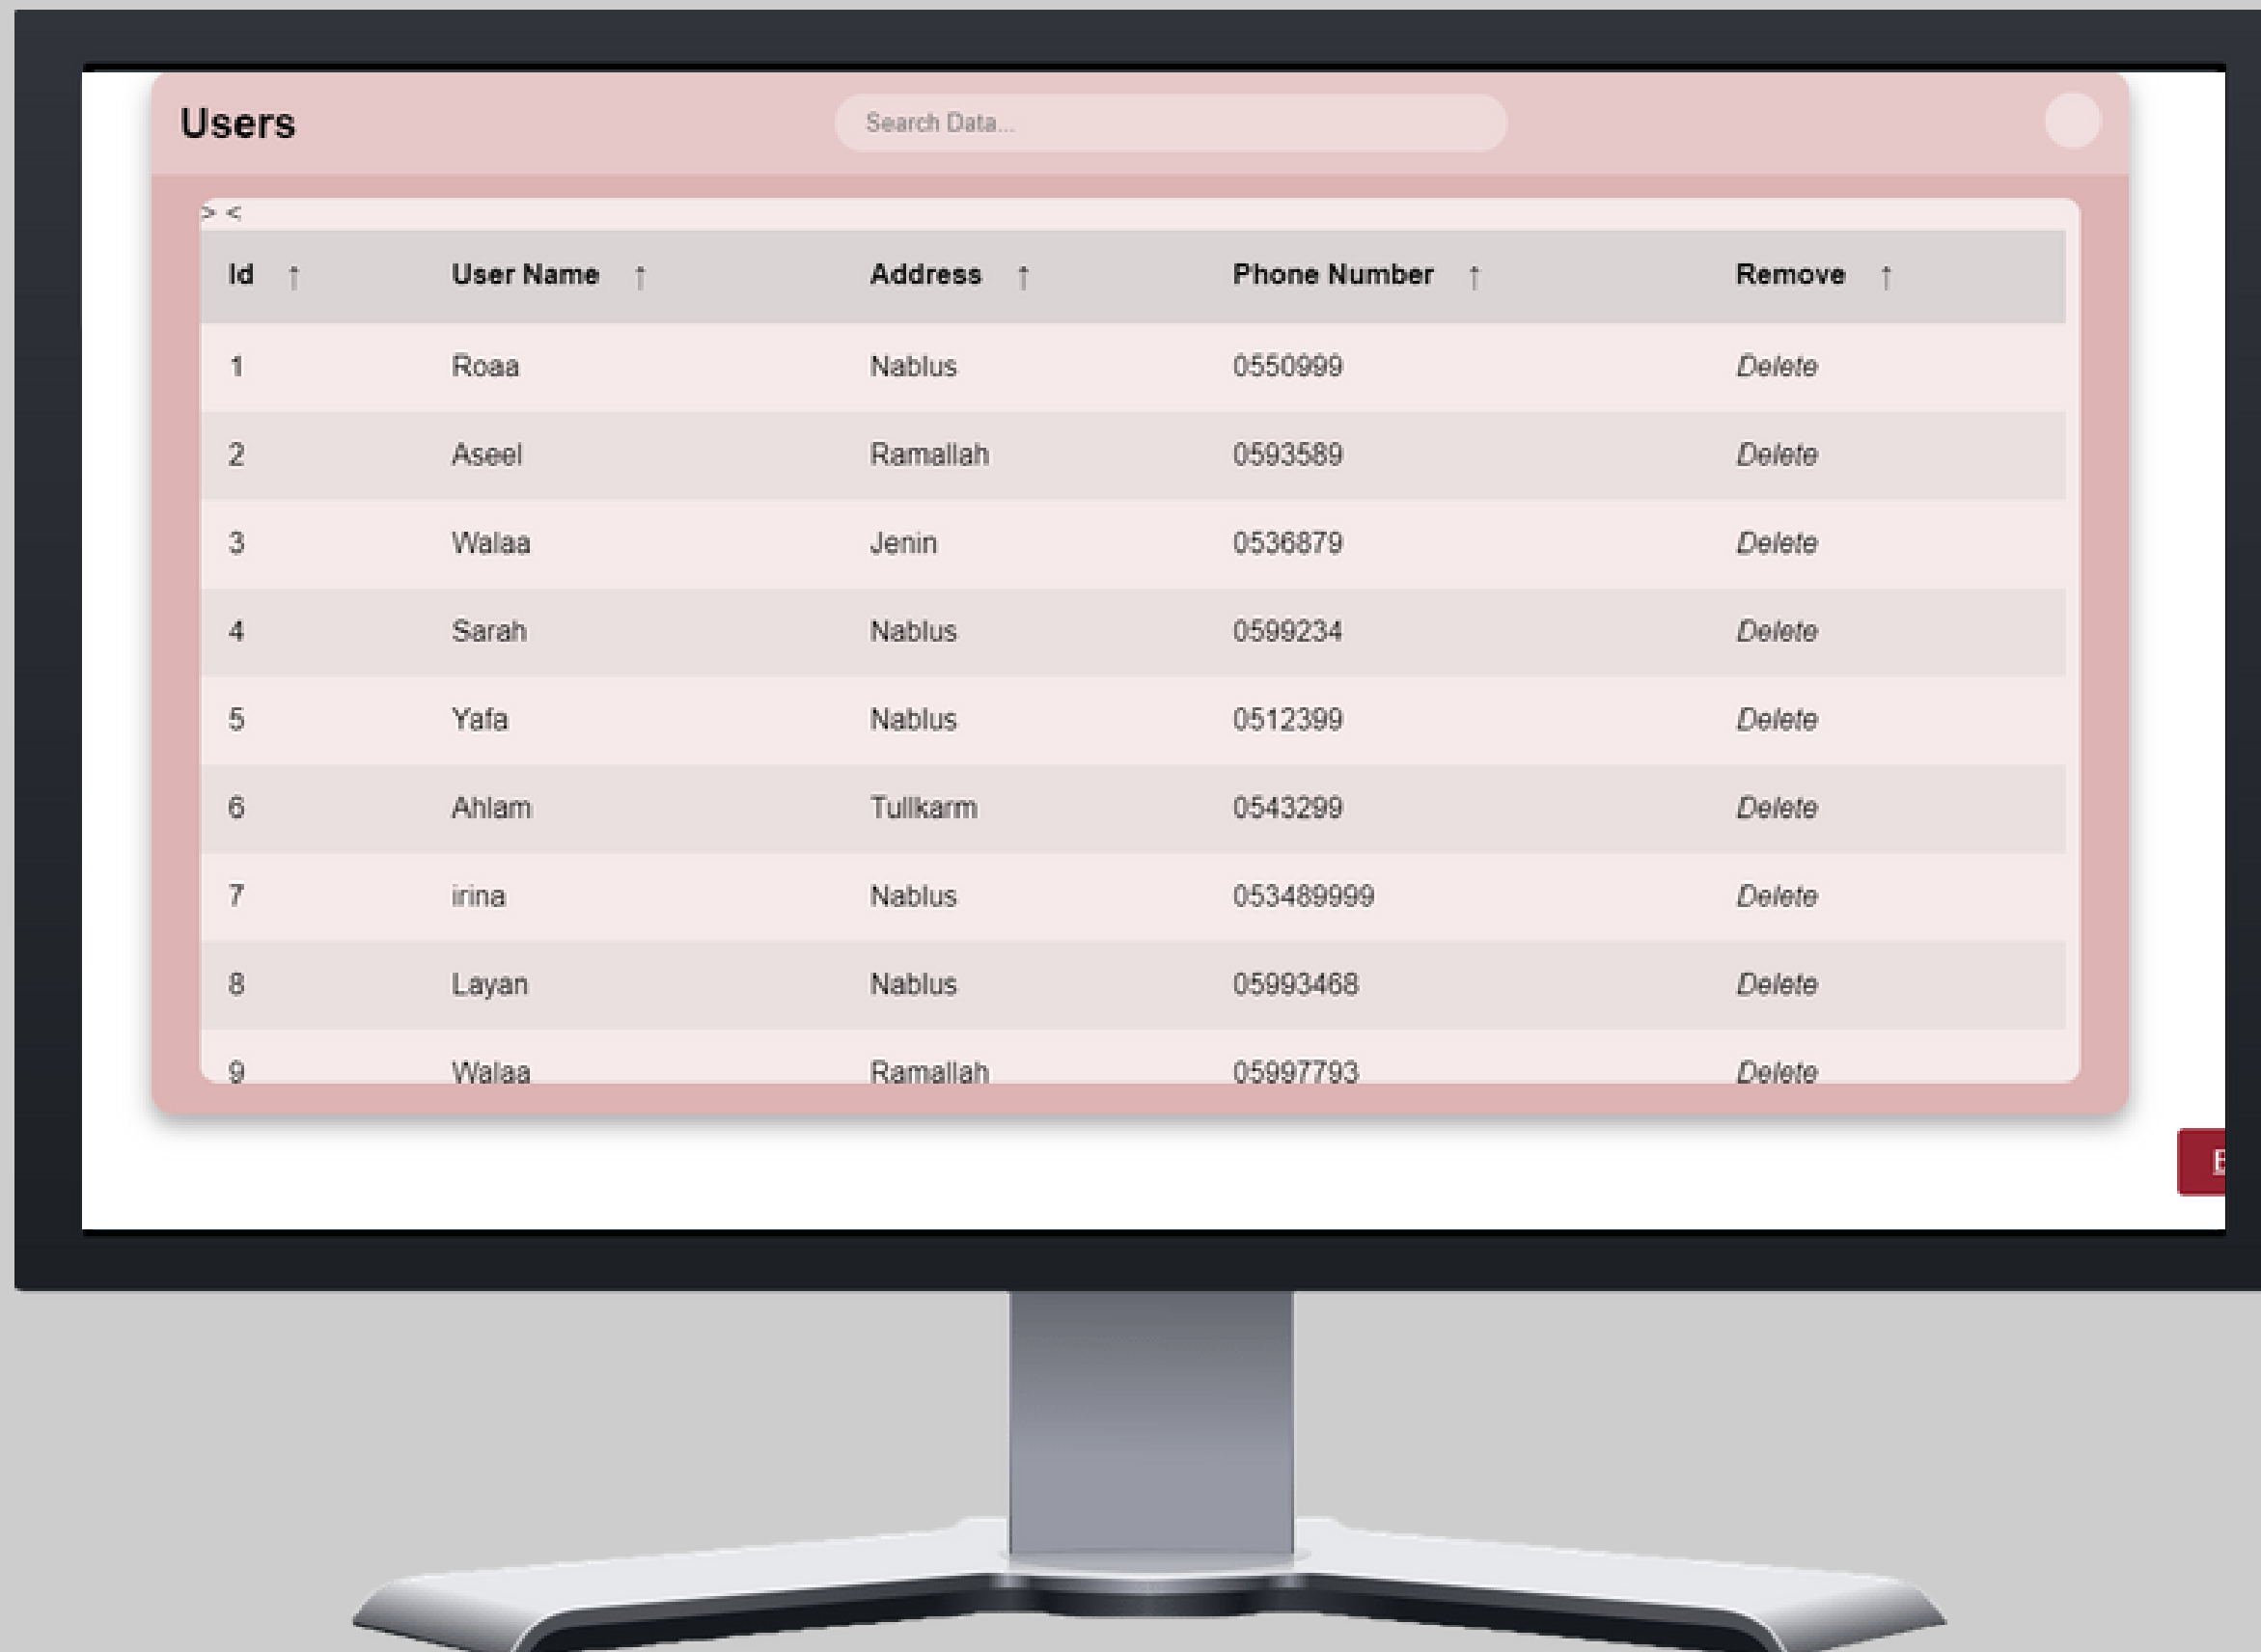 Users
Search Data...
> <
Id ↑ User Name ↑ Address ↑ Phone Number ↑ Remove ↑
1 Roaa Nablus 0550999 Delete
2 Aseel Ramallah 0593589 Delete
3 Walaa Jenin 0536879 Delete
4 Sarah Nablus 0599234 Delete
5 Yafa Nablus 0512399 Delete
6 Ahlam Tullkarm 0543299 Delete
7 irina Nablus 053489999 Delete
8 Layan Nablus 05993468 Delete
9 Walaa Ramallah 05997793 Delete